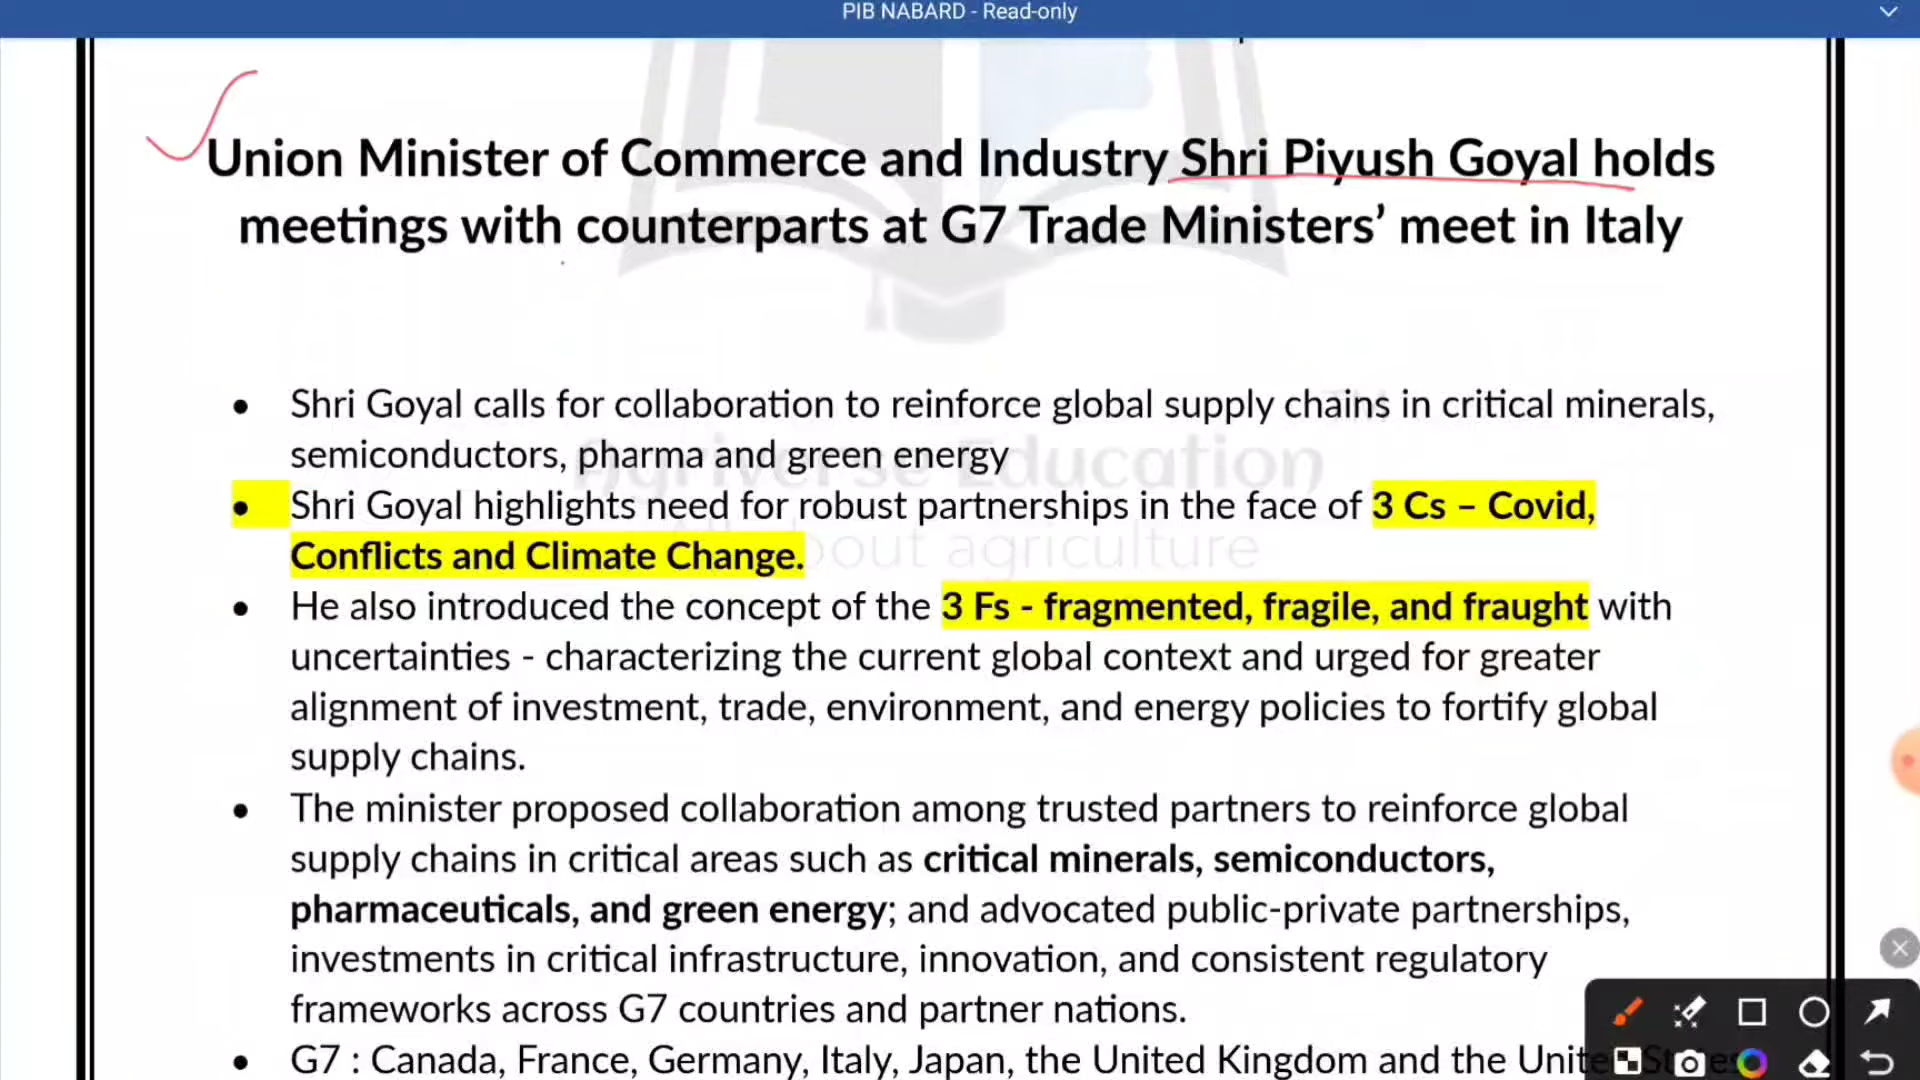 PIB NABARD - Read-only
Union Minister of Commerce and Industry Shri Piyush Goyal holds
meetings with counterparts at G7 Trade Ministers’ meet in Italy
• Shri Goyal calls for collaboration to reinforce global supply chains in critical minerals,
semiconductors, pharma and green energy
TM
Agriverse Education
• Shri Goyal highlights need for robust partnerships in the face of 3 Cs – Covid,
Conflicts and Climate Change.
All about agriculture
• He also introduced the concept of the 3 Fs - fragmented, fragile, and fraught with
uncertainties - characterizing the current global context and urged for greater
alignment of investment, trade, environment, and energy policies to fortify global
supply chains.
• The minister proposed collaboration among trusted partners to reinforce global
supply chains in critical areas such as critical minerals, semiconductors,
pharmaceuticals, and green energy; and advocated public-private partnerships,
investments in critical infrastructure, innovation, and consistent regulatory
frameworks across G7 countries and partner nations.
• G7 : Canada, France, Germany, Italy, Japan, the United Kingdom and the United States